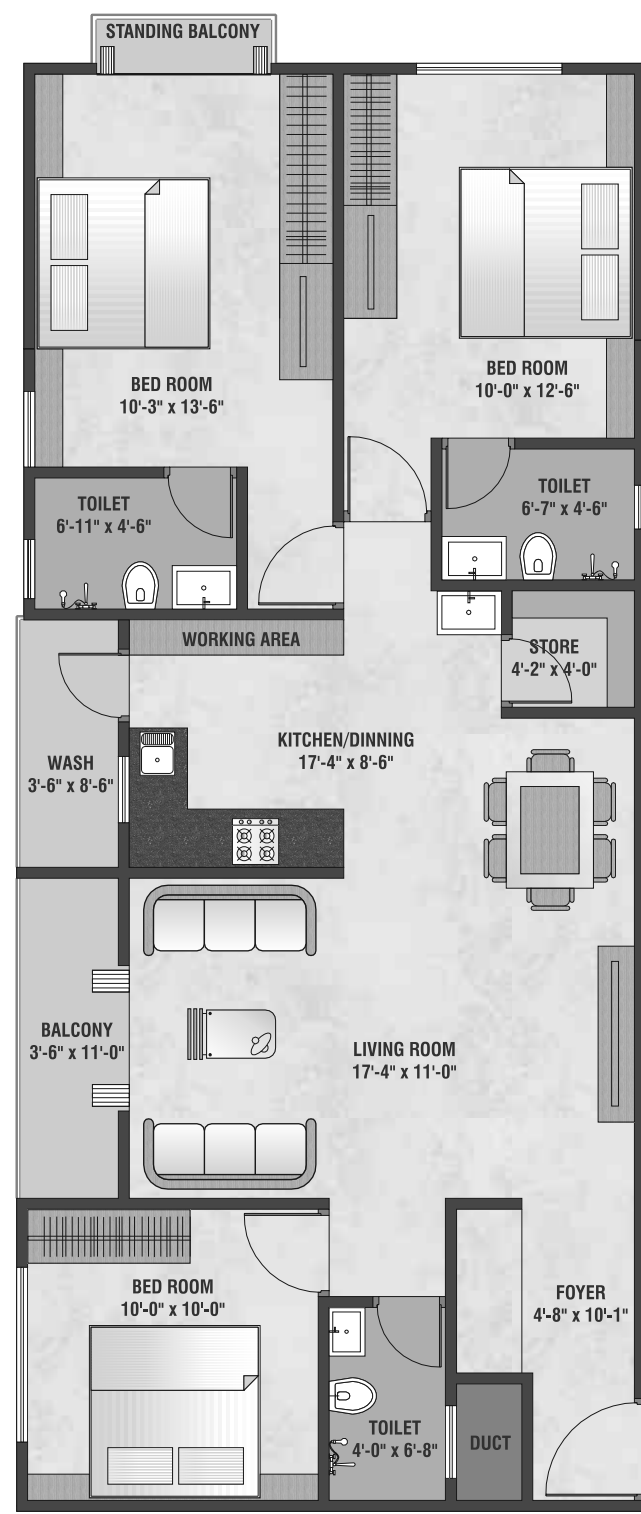 STANDING BALCONY
BED ROOM
10'-3" x 13'-6"
BED ROOM
10'-0" x 12'-6"
TOILET
6'-11" x 4'-6"
TOILET
6'-7" x 4'-6"
WORKING AREA
STORE
4'-2" x 4'-0"
KITCHEN/DINNING
17'-4" x 8'-6"
WASH
3'-6" x 8'-6"
BALCONY
3'-6" x 11'-0"
LIVING ROOM
17'-4" x 11'-0"
BED ROOM
10'-0" x 10'-0"
FOYER
4'-8" x 10'-1"
TOILET
4'-0" x 6'-8"
DUCT